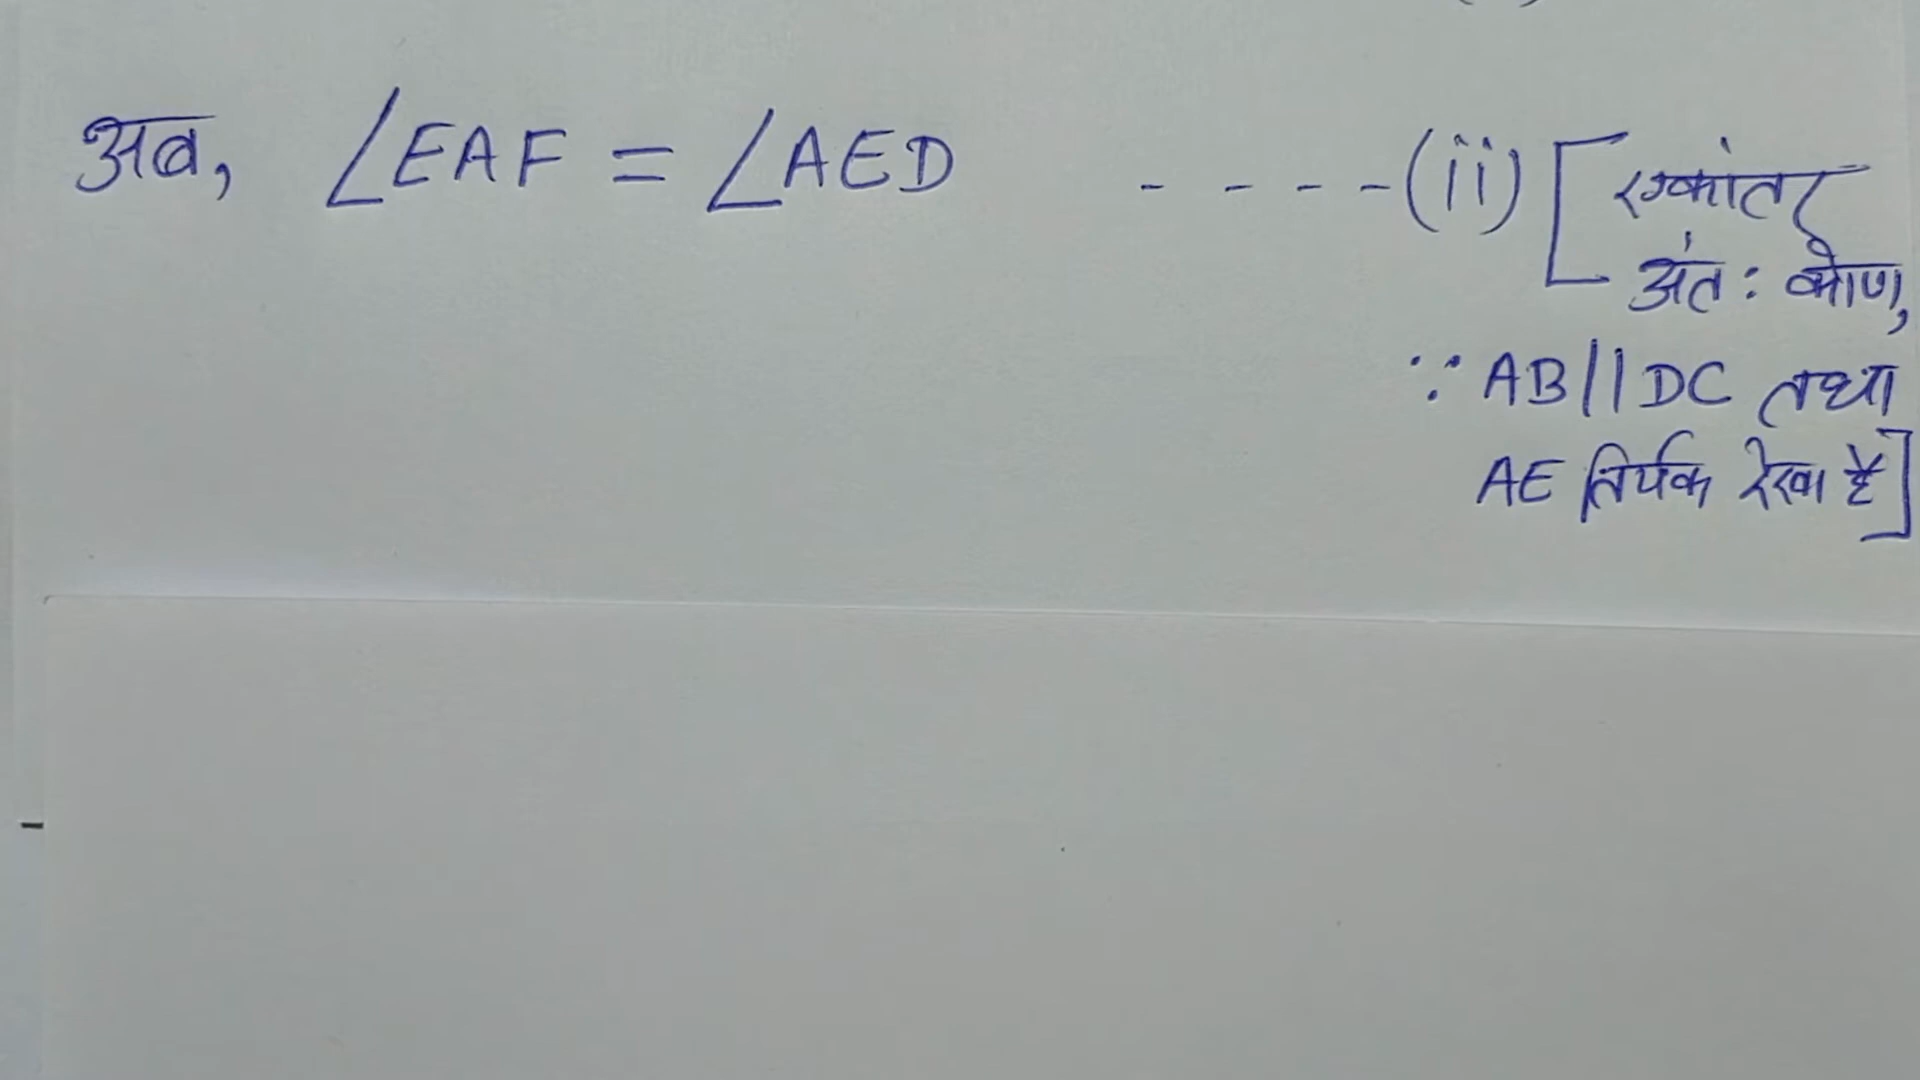 अब, ∠EAF = ∠AED - - - -(ii) [एकांतर
अंत: कोण,
∵ AB||DC तथा
AE तिर्यक रेखा है]